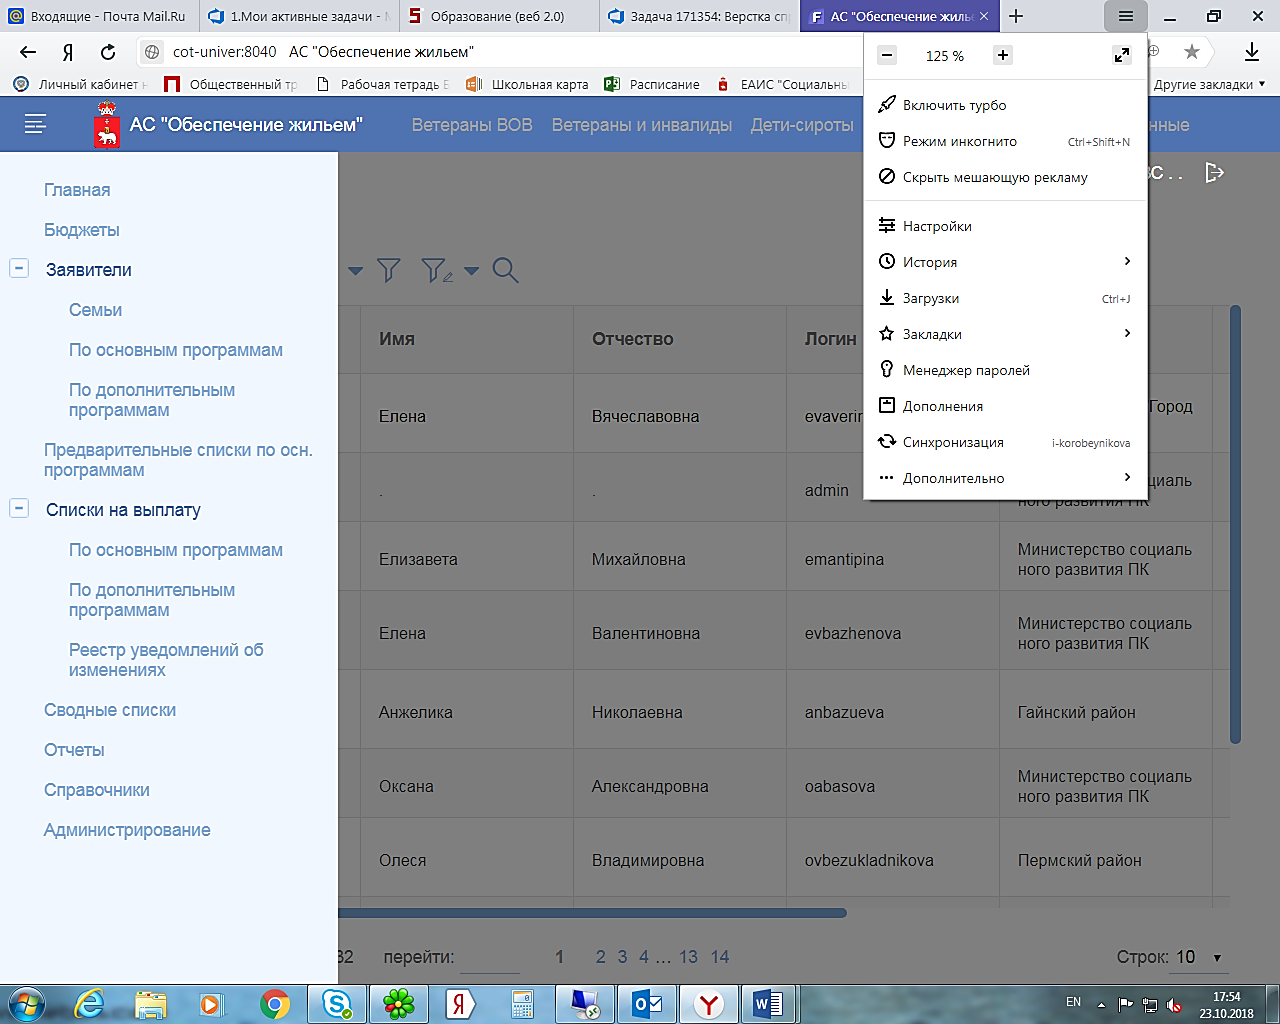 Входящие - Почта Mail.Ru
1.Мои активные задачи -
Образование (веб 2.0)
Задача 171354: Верстка
АС "Обеспечение
cot-univer:8040 АС "Обеспечение жильем"
125 %
Личный кабинет
Общественный
Рабочая тетрадь
Школьная карта
Расписание
ЕАИС "Социальн
Другие закладки
АС "Обеспечение жильем"
Ветераны ВОВ
Ветераны и инвалиды
Дети-сироты
нные
Включить турбо
Режим инкогнито Ctrl+Shift+N
Скрыть мешающую рекламу
Настройки
История
Загрузки Ctrl+J
Закладки
Менеджер паролей
Дополнения
Синхронизация i-korobeynikova
Дополнительно
Главная
Бюджеты
Заявители
Семьи
По основным программам
По дополнительным
программам
Предварительные списки по осн.
программам
Списки на выплату
По основным программам
По дополнительным
программам
Реестр уведомлений об
изменениях
Сводные списки
Отчеты
Справочники
Администрирование
Имя Отчество Логин
Елена Вячеславовна evaveri Город
. . admin
Елизавета Михайловна emantipina Министерство социаль
ного развития ПК
Елена Валентиновна evbazhenova Министерство социаль
ного развития ПК
Анжелика Николаевна anbazueva Гайнский район
Оксана Александровна oabasova Министерство социаль
ного развития ПК
Олеся Владимировна ovbezukladnikova Пермский район
32 перейти: 1 2 3 4 ... 13 14 Строк: 10
EN
17:54
23.10.2018